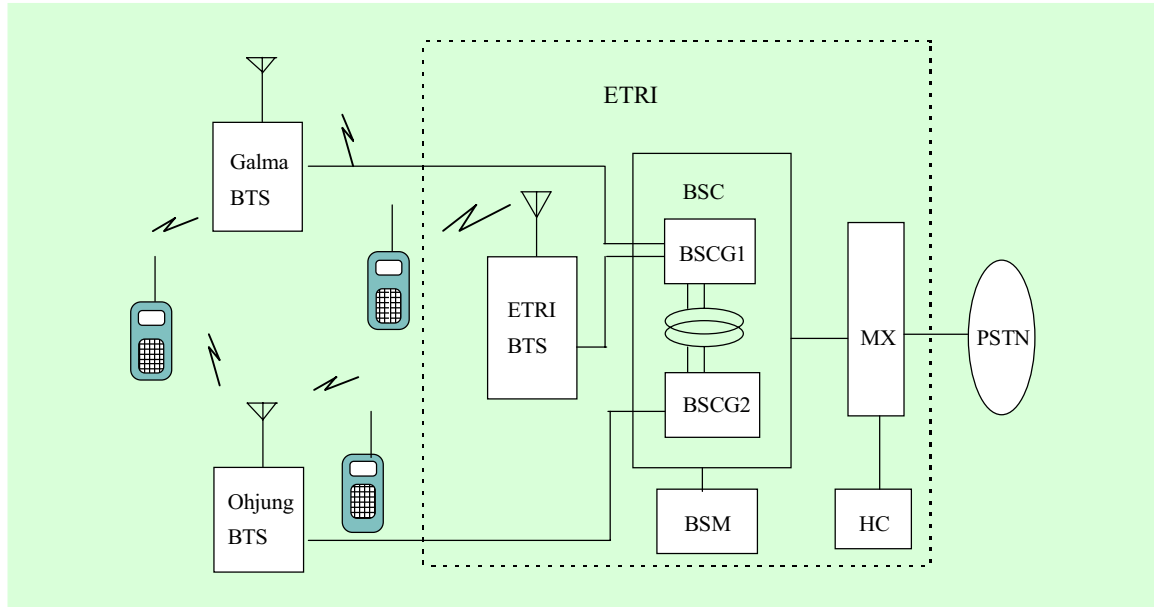 ETRI
Galma
BTS
BSC
BSCG1
ETRI
BTS
MX
PSTN
BSCG2
Ohjung
BTS
BSM
HC